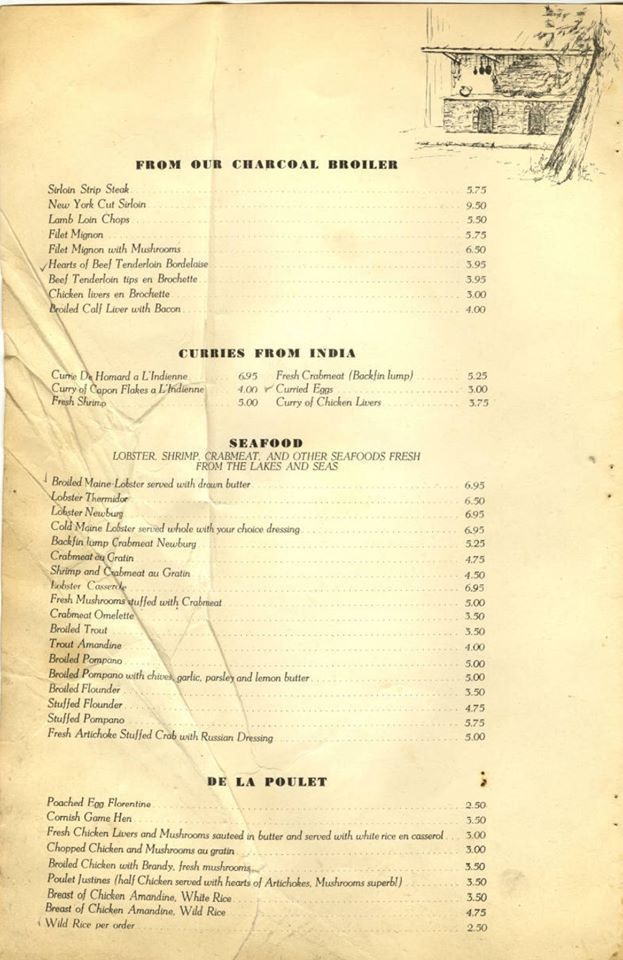 FROM OUR CHARCOAL BROILER
Sirloin Strip Steak 5.75
New York Cut Sirloin 9.50
Lamb Loin Chops 5.50
Filet Mignon 5.75
Filet Mignon with Mushrooms 6.50
Hearts of Beef Tenderloin Bordelaise 3.95
Beef Tenderloin tips en Brochette 3.95
Chicken livers en Brochette 3.00
Broiled Calf Liver with Bacon 4.00
CURRIES FROM INDIA
Currie De Homard a L'Indienne 6.95 Fresh Crabmeat (Backfin lump) 5.25
Curry of Capon Flakes a L'Indienne 4.00 Curried Eggs 3.00
Fresh Shrimp 5.00 Curry of Chicken Livers 3.75
SEAFOOD
LOBSTER, SHRIMP, CRABMEAT, AND OTHER SEAFOODS FRESH
FROM THE LAKES AND SEAS
Broiled Maine Lobster served with drawn butter 6.95
Lobster Thermidor 6.50
Lobster Newburg 6.95
Cold Maine Lobster served whole with your choice dressing 6.95
Backfin lump Crabmeat Newburg 5.25
Crabmeat au Gratin 4.75
Shrimp and Crabmeat au Gratin 4.50
Lobster Casserole 6.95
Fresh Mushrooms stuffed with Crabmeat 5.00
Crabmeat Omelette 3.50
Broiled Trout 3.50
Trout Amandine 4.00
Broiled Pompano 5.00
Broiled Pompano with chives, garlic, parsley and lemon butter 5.00
Broiled Flounder 3.50
Stuffed Flounder 4.75
Stuffed Pompano 5.75
Fresh Artichoke Stuffed Crab with Russian Dressing 5.00
DE LA POULET
Poached Egg Florentine 2.50
Cornish Game Hen 3.50
Fresh Chicken Livers and Mushrooms sauteed in butter and served with white rice en casserol 3.00
Chopped Chicken and Mushrooms au gratin 3.00
Broiled Chicken with Brandy, fresh mushrooms 3.50
Poulet Justines (half Chicken served with hearts of Artichokes, Mushrooms superb!) 3.50
Breast of Chicken Amandine, White Rice 3.50
Breast of Chicken Amandine, Wild Rice 4.75
Wild Rice per order 2.50